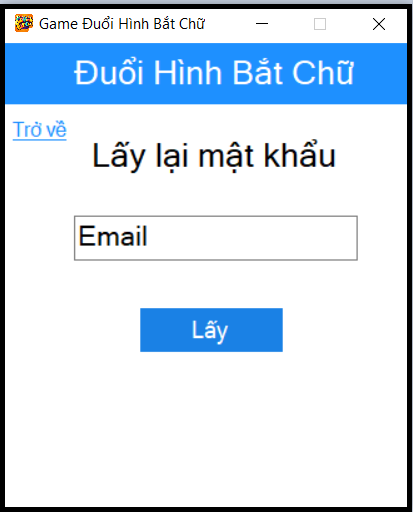 Game Đuổi Hình Bắt Chữ
Đuổi Hình Bắt Chữ
Trở về
Lấy lại mật khẩu
Email
Lấy